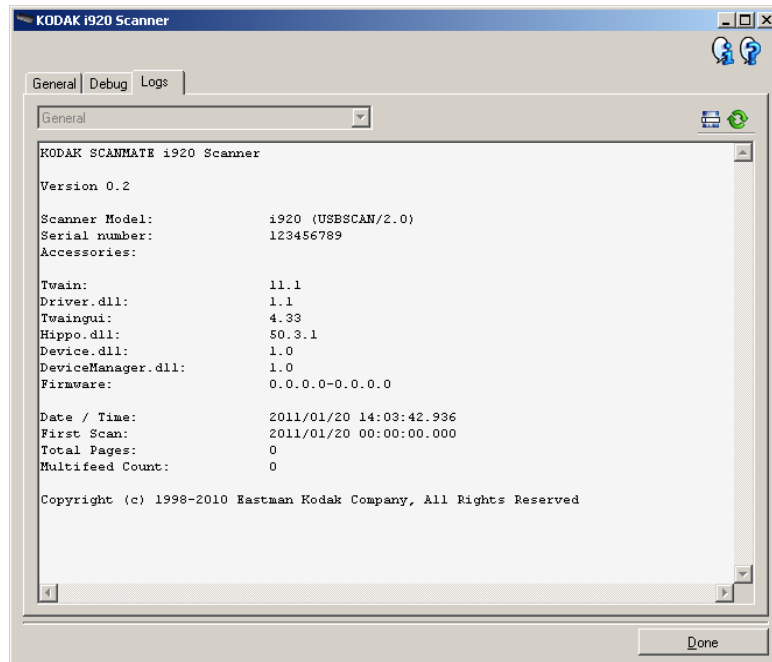 KODAK i920 Scanner
General Debug Logs
General
KODAK SCANMATE i920 Scanner
Version 0.2
Scanner Model: i920 (USBSCAN/2.0)
Serial number: 123456789
Accessories:
Twain: 11.1
Driver.dll: 1.1
Twaingui: 4.33
Hippo.dll: 50.3.1
Device.dll: 1.0
DeviceManager.dll: 1.0
Firmware: 0.0.0.0-0.0.0.0
Date / Time: 2011/01/20 14:03:42.936
First Scan: 2011/01/20 00:00:00.000
Total Pages: 0
Multifeed Count: 0
Copyright (c) 1998-2010 Eastman Kodak Company, All Rights Reserved
Done